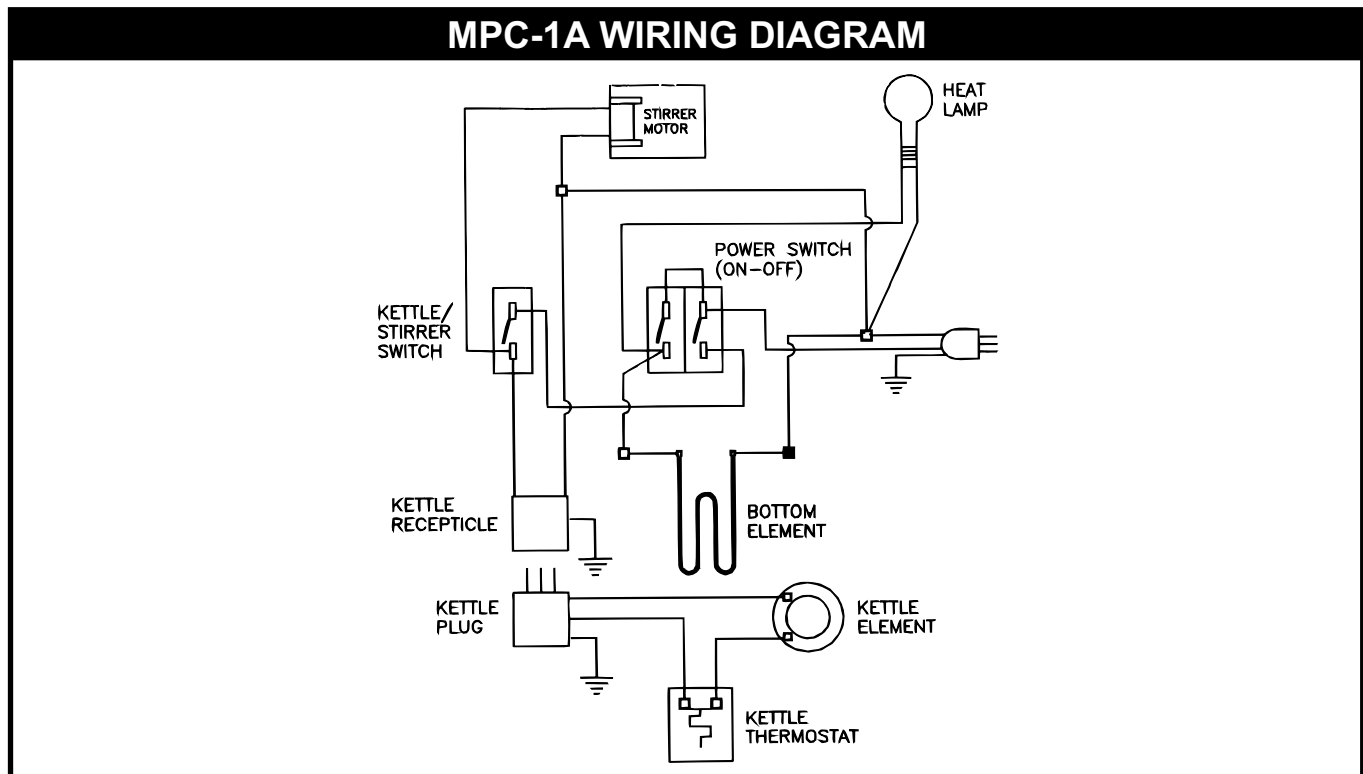 MPC-1A WIRING DIAGRAM
STIRRER
MOTOR
HEAT
LAMP
POWER SWITCH
(ON-OFF)
KETTLE/
STIRRER
SWITCH
KETTLE
RECEPTICLE
BOTTOM
ELEMENT
KETTLE
PLUG
KETTLE
ELEMENT
KETTLE
THERMOSTAT